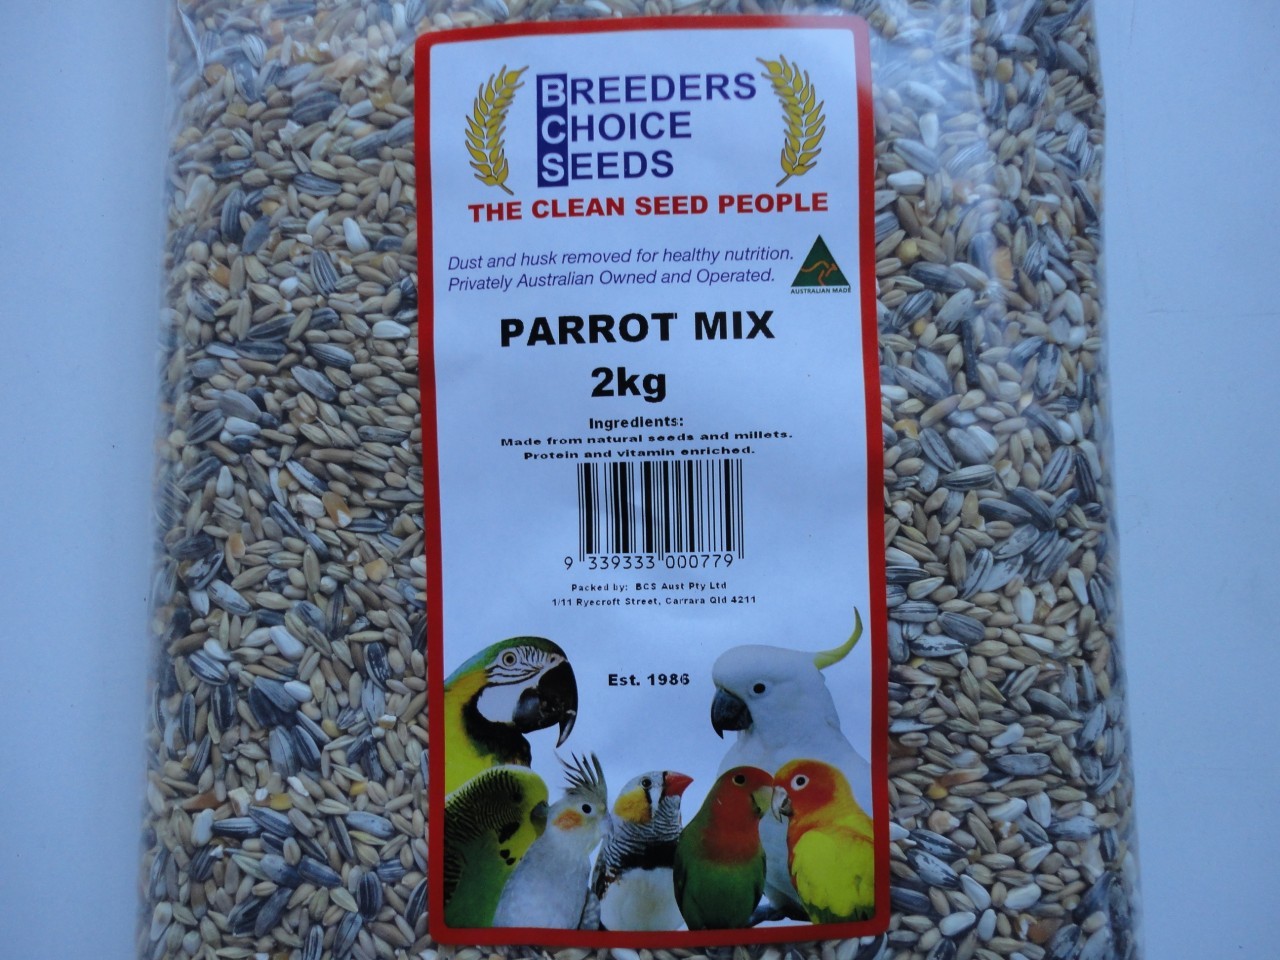 BREEDERS
CHOICE
SEEDS
THE CLEAN SEED PEOPLE
Dust and husk removed for healthy nutrition.
Privately Australian Owned and Operated.
AUSTRALIAN MADE
PARROT MIX
2kg
Ingredients:
Made from natural seeds and millets.
Protein and vitamin enriched.
9 339333 000779
Packed by: BCS Aust Pty Ltd
1/11 Ryecroft Street, Carrara Qld 4211
Est. 1986